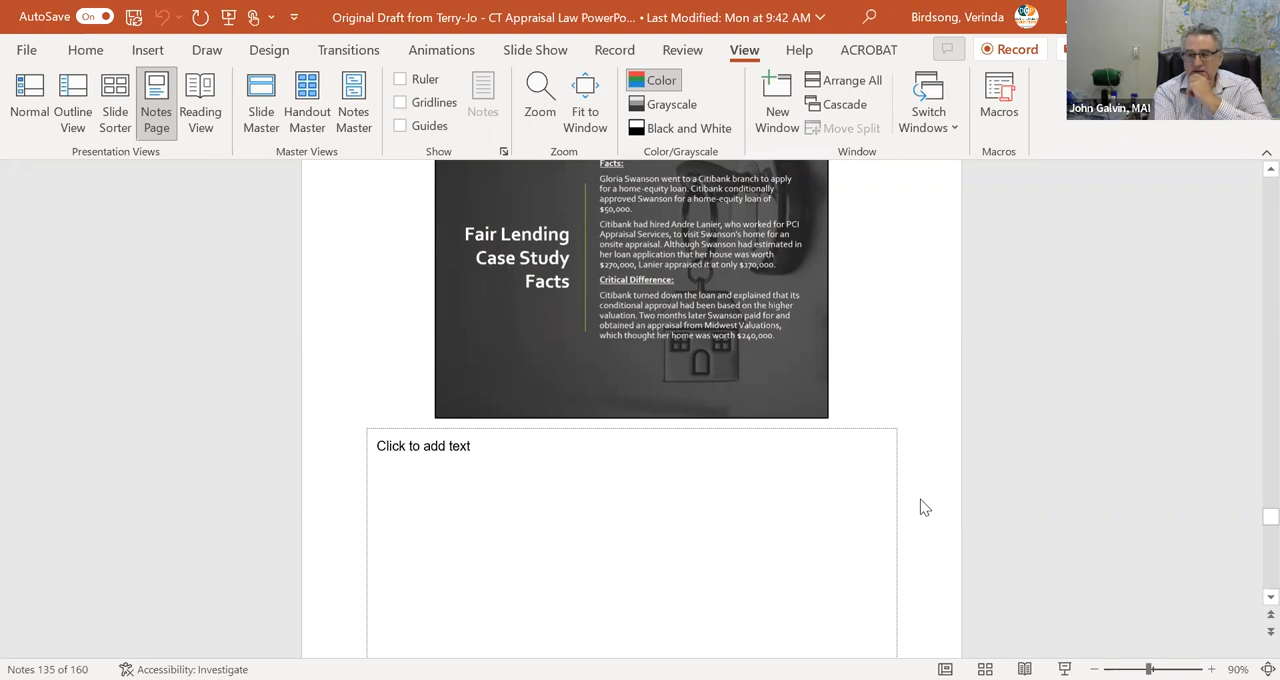 AutoSave On Original Draft from Terry-Jo - CT Appraisal Law PowerPo... • Last Modified: Mon at 9:42 AM Birdsong, Verinda
File Home Insert Draw Design Transitions Animations Slide Show Record Review View Help ACROBAT Record
John Galvin, MAI
Normal Outline View Slide Sorter Notes Page Reading View
Presentation Views
Slide Master Handout Master Notes Master
Master Views
Ruler
Gridlines
Guides
Notes
Show
Zoom Fit to Window
Zoom
Color
Grayscale
Black and White
Color/Grayscale
New Window
Arrange All
Cascade
Move Split
Switch Windows
Window
Macros
Macros
Fair Lending
Case Study
Facts
Facts:
Gloria Swanson went to a Citibank branch to apply
for a home-equity loan. Citibank conditionally
approved Swanson for a home-equity loan of
$50,000.
Citibank had hired Andre Lanier, who worked for PCI
Appraisal Services, to visit Swanson's home for an
onsite appraisal. Although Swanson had estimated in
her loan application that her house was worth
$270,000, Lanier appraised it at only $170,000.
Critical Difference:
Citibank turned down the loan and explained that its
conditional approval had been based on the higher
valuation. Two months later Swanson paid for and
obtained an appraisal from Midwest Valuations,
which thought her home was worth $240,000.
Click to add text
Notes 135 of 160 Accessibility: Investigate 90%